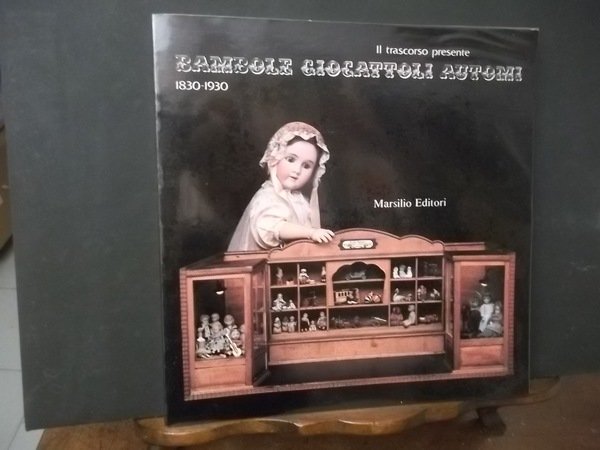 Il trascorso presente
BAMBOLE GIOCATTOLI AUTOMI
1830-1930
Marsilio Editori